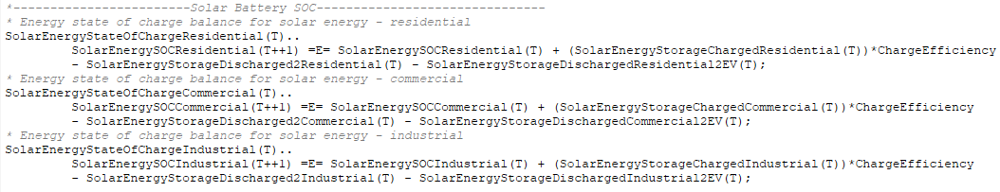 *------------------------Solar Battery SOC-------------------------------
* Energy state of charge balance for solar energy - residential
SolarEnergyStateOfChargeResidential(T)..
SolarEnergySOCResidential(T++1) =E= SolarEnergySOCResidential(T) + (SolarEnergyStorageChargedResidential(T))*ChargeEfficiency
- SolarEnergyStorageDischarged2Residential(T) - SolarEnergyStorageDischargedResidential2EV(T);
* Energy state of charge balance for solar energy - commercial
SolarEnergyStateOfChargeCommercial(T)..
SolarEnergySOCCommercial(T++1) =E= SolarEnergySOCCommercial(T) + (SolarEnergyStorageChargedCommercial(T))*ChargeEfficiency
- SolarEnergyStorageDischarged2Commercial(T) - SolarEnergyStorageDischargedCommercial2EV(T);
* Energy state of charge balance for solar energy - industrial
SolarEnergyStateOfChargeIndustrial(T)..
SolarEnergySOCIndustrial(T++1) =E= SolarEnergySOCIndustrial(T) + (SolarEnergyStorageChargedIndustrial(T))*ChargeEfficiency
- SolarEnergyStorageDischarged2Industrial(T) - SolarEnergyStorageDischargedIndustrial2EV(T);